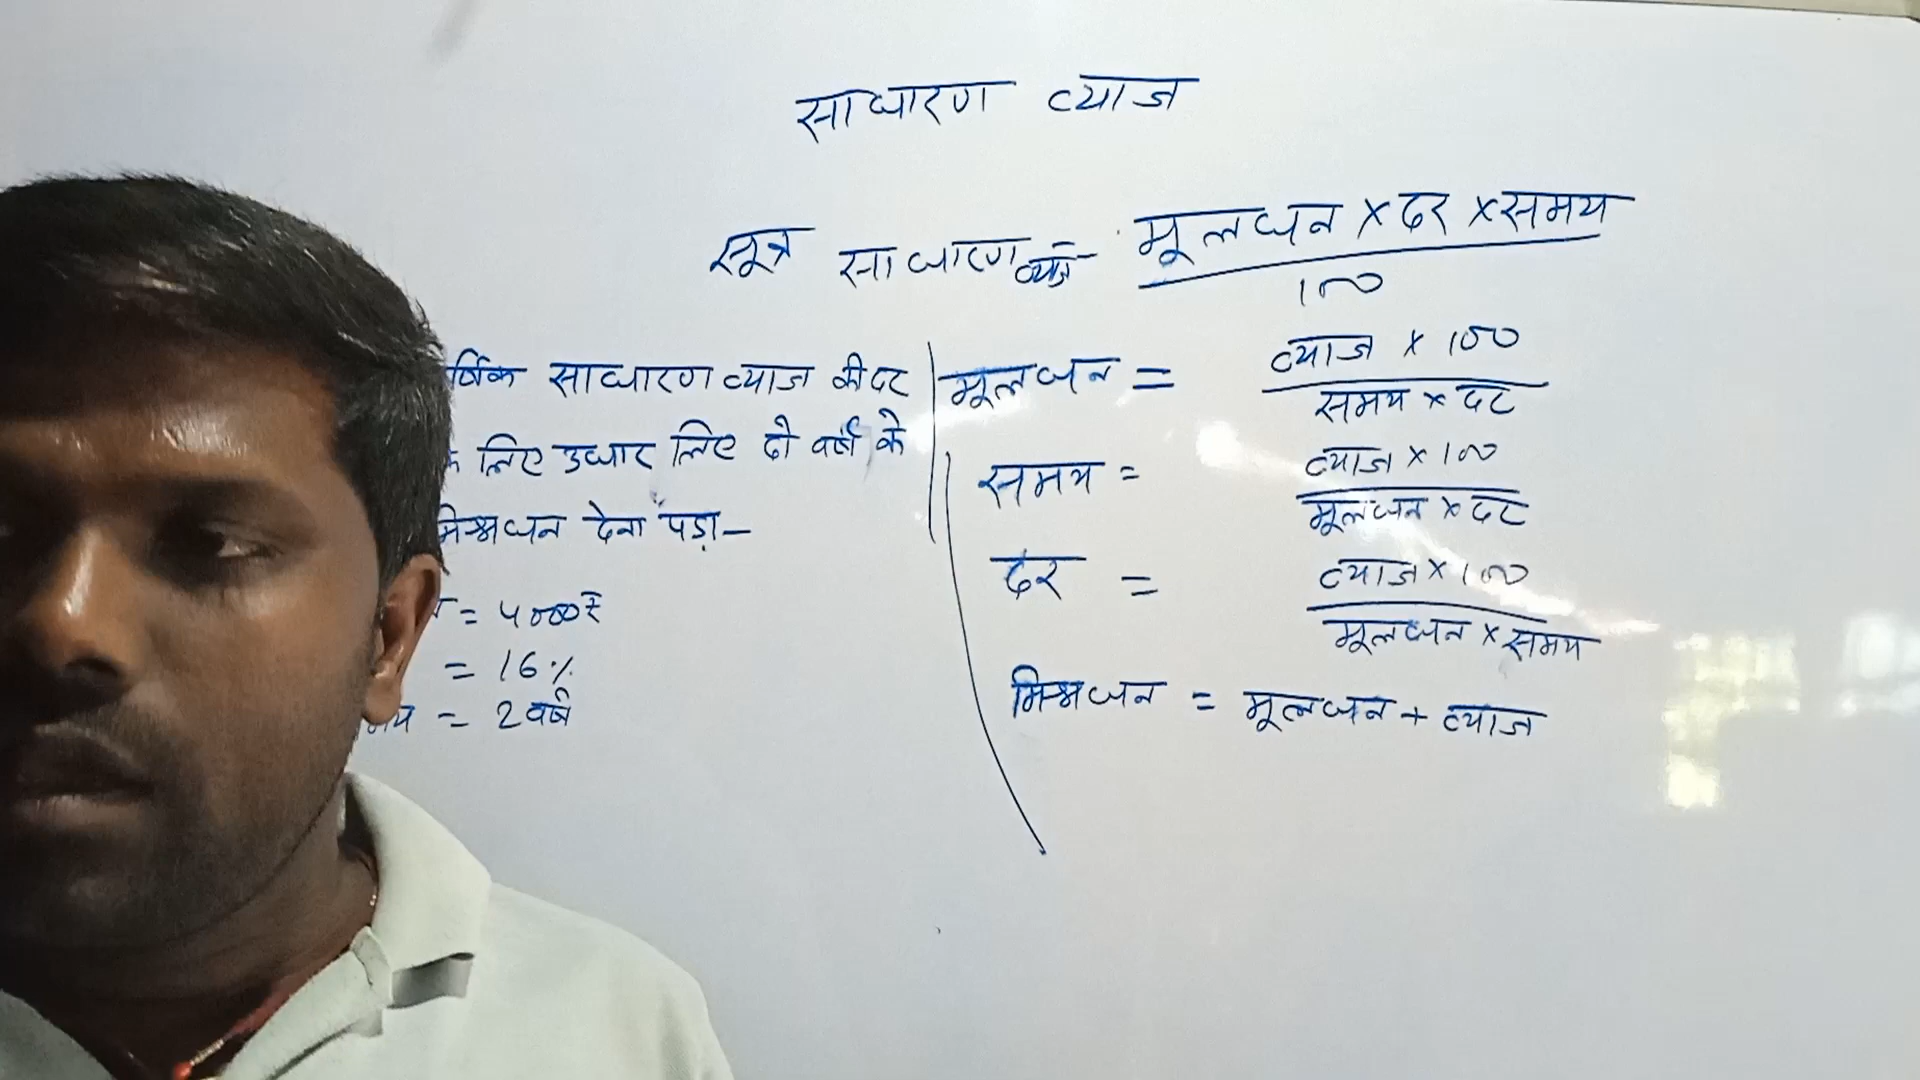 साधारण ब्याज
सूत्र साधारण ब्याज = मूलधन × दर × समय
100
साधारण ब्याज की दर
लिए उधार लिए दो वर्ष के
मिश्रधन देना पड़ा –
= 16%
= 2 वर्ष
मूलधन = ब्याज × 100
समय × दर
समय = ब्याज × 100
मूलधन × दर
दर = ब्याज × 100
मूलधन × समय
मिश्रधन = मूलधन + ब्याज